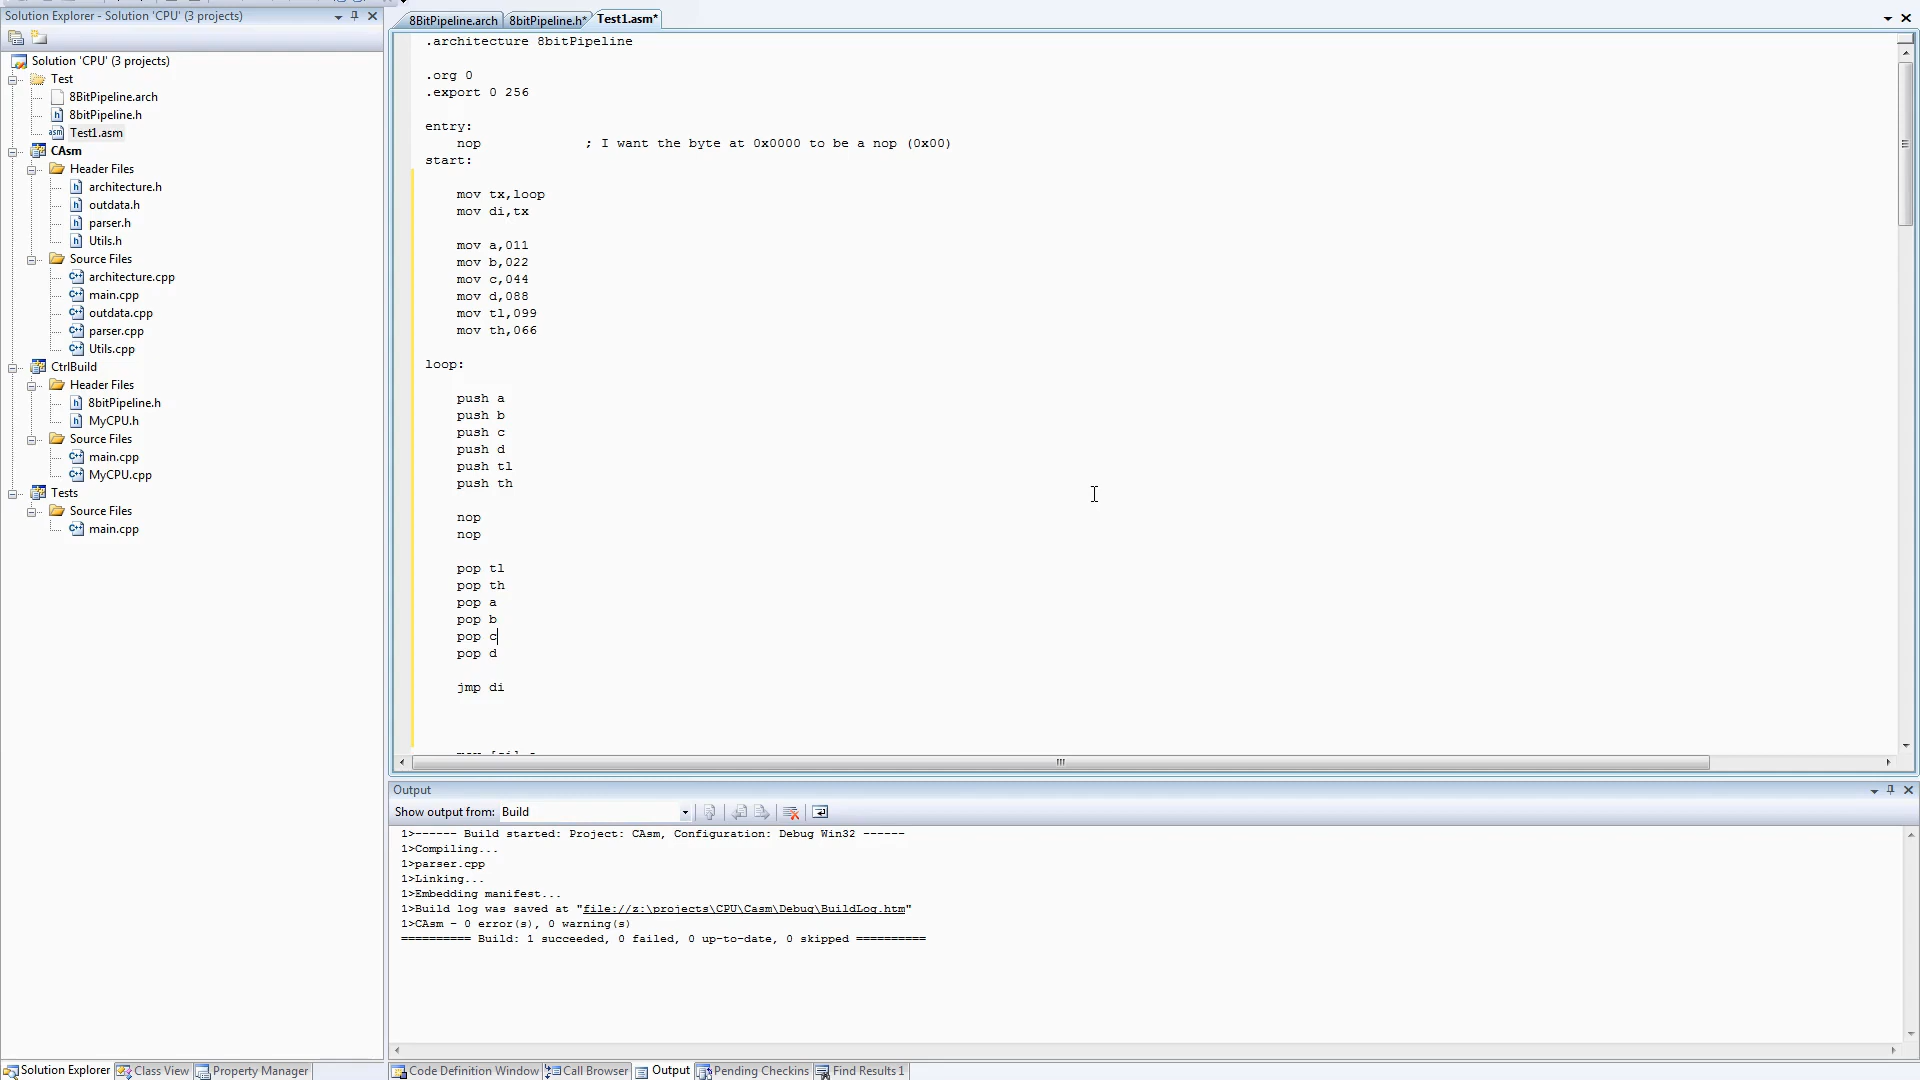 Solution Explorer - Solution 'CPU' (3 projects)
Solution 'CPU' (3 projects)
Test
8BitPipeline.arch
8bitPipeline.h
Test1.asm
CAsm
Header Files
architecture.h
outdata.h
parser.h
Utils.h
Source Files
architecture.cpp
main.cpp
outdata.cpp
parser.cpp
Utils.cpp
CtrlBuild
Header Files
8bitPipeline.h
MyCPU.h
Source Files
main.cpp
MyCPU.cpp
Tests
Source Files
main.cpp
Solution Explorer Class View Property Manager
8BitPipeline.arch 8bitPipeline.h* Test1.asm*
.architecture 8bitPipeline
.org 0
.export 0 256
entry:
nop ; I want the byte at 0x0000 to be a nop (0x00)
start:
mov tx,loop
mov di,tx
mov a,011
mov b,022
mov c,044
mov d,088
mov tl,099
mov th,066
loop:
push a
push b
push c
push d
push tl
push th
nop
nop
pop tl
pop th
pop a
pop b
pop c
pop d
jmp di
Output
Show output from: Build
1>------ Build started: Project: CAsm, Configuration: Debug Win32 ------
1>Compiling...
1>parser.cpp
1>Linking...
1>Embedding manifest...
1>Build log was saved at "file://z:\projects\CPU\Casm\Debug\BuildLog.htm"
1>CAsm - 0 error(s), 0 warning(s)
========== Build: 1 succeeded, 0 failed, 0 up-to-date, 0 skipped ==========
Code Definition Window Call Browser Output Pending Checkins Find Results 1